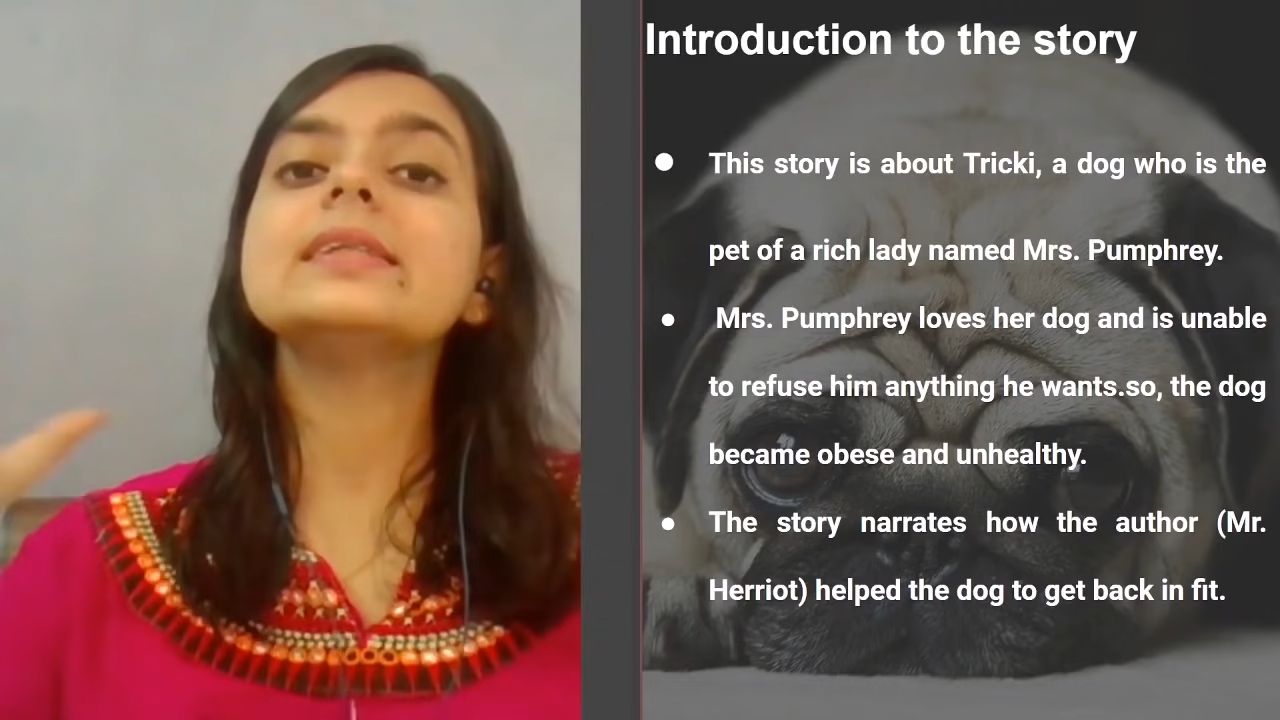 Introduction to the story
● This story is about Tricki, a dog who is the
pet of a rich lady named Mrs. Pumphrey.
● Mrs. Pumphrey loves her dog and is unable
to refuse him anything he wants.so, the dog
became obese and unhealthy.
● The story narrates how the author (Mr.
Herriot) helped the dog to get back in fit.